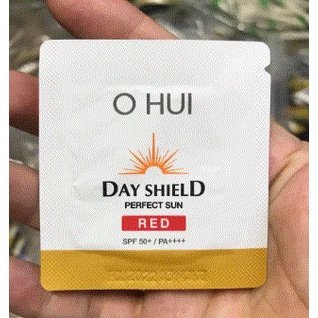 O HUI
DAY SHIELD
PERFECT SUN
RED
SPF 50+ / PA++++